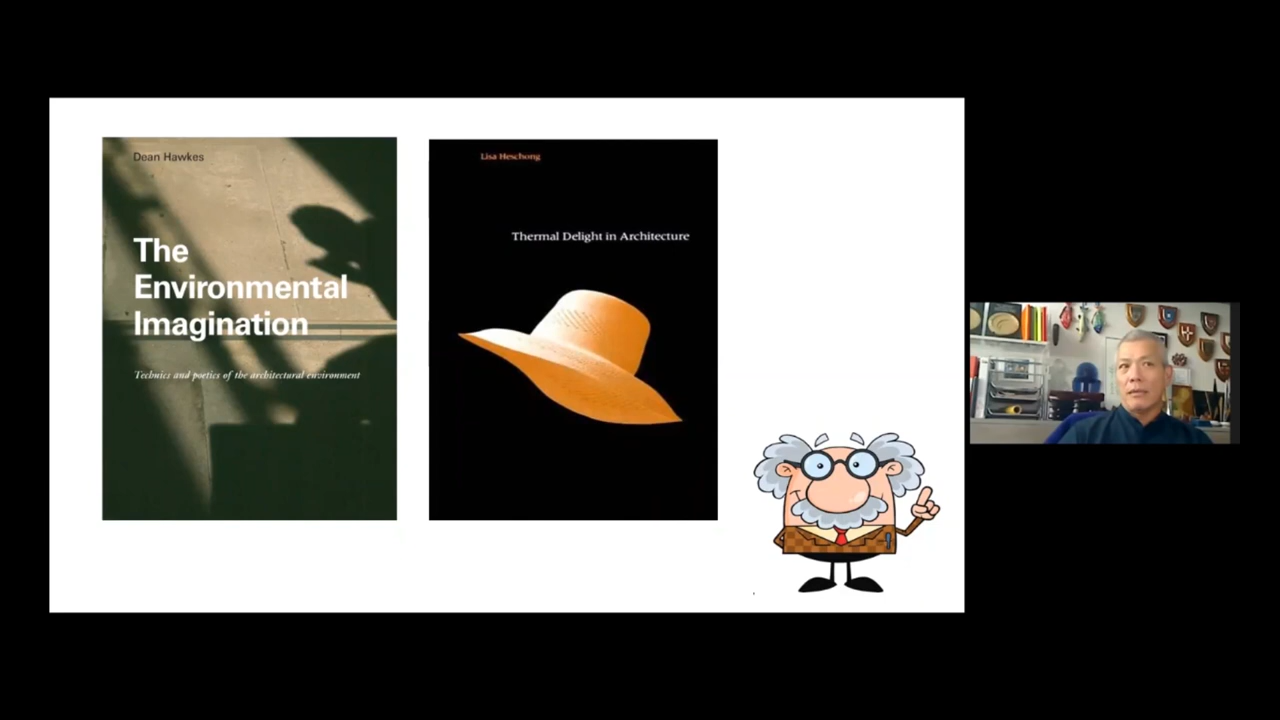 Dean Hawkes
The
Environmental
Imagination
Technics and poetics of the architectural environment
Lisa Heschong
Thermal Delight in Architecture